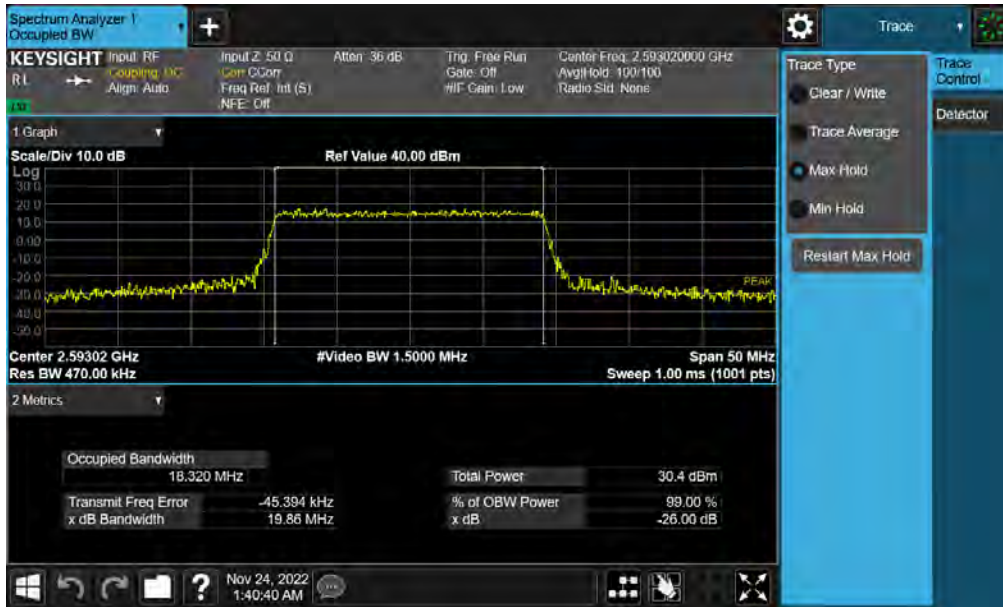 Spectrum Analyzer 1
Occupied BW
+
Trace
KEYSIGHT Input: RF Input Z: 50 Ω Atten: 36 dB Trig: Free Run Center Freq: 2.593020000 GHz
R L Coupling: DC Corr CCorr Gate: Off Avg|Hold: 100/100
Align: Auto Freq Ref: Int (S) #IF Gain: Low Radio Std: None
NFE: Off
1 Graph
Scale/Div 10.0 dB Ref Value 40.00 dBm
Log
30.0
20.0
10.0
0.00
-10.0
-20.0
-30.0
-40.0
-50.0
PEAK
Center 2.59302 GHz #Video BW 1.5000 MHz Span 50 MHz
Res BW 470.00 kHz Sweep 1.00 ms (1001 pts)
2 Metrics
Occupied Bandwidth
18.320 MHz Total Power 30.4 dBm
Transmit Freq Error -45.394 kHz % of OBW Power 99.00 %
x dB Bandwidth 19.86 MHz x dB -26.00 dB
Nov 24, 2022
1:40:40 AM
Trace Type
Clear / Write
Trace Average
Max Hold
Min Hold
Restart Max Hold
Trace
Control
Detector